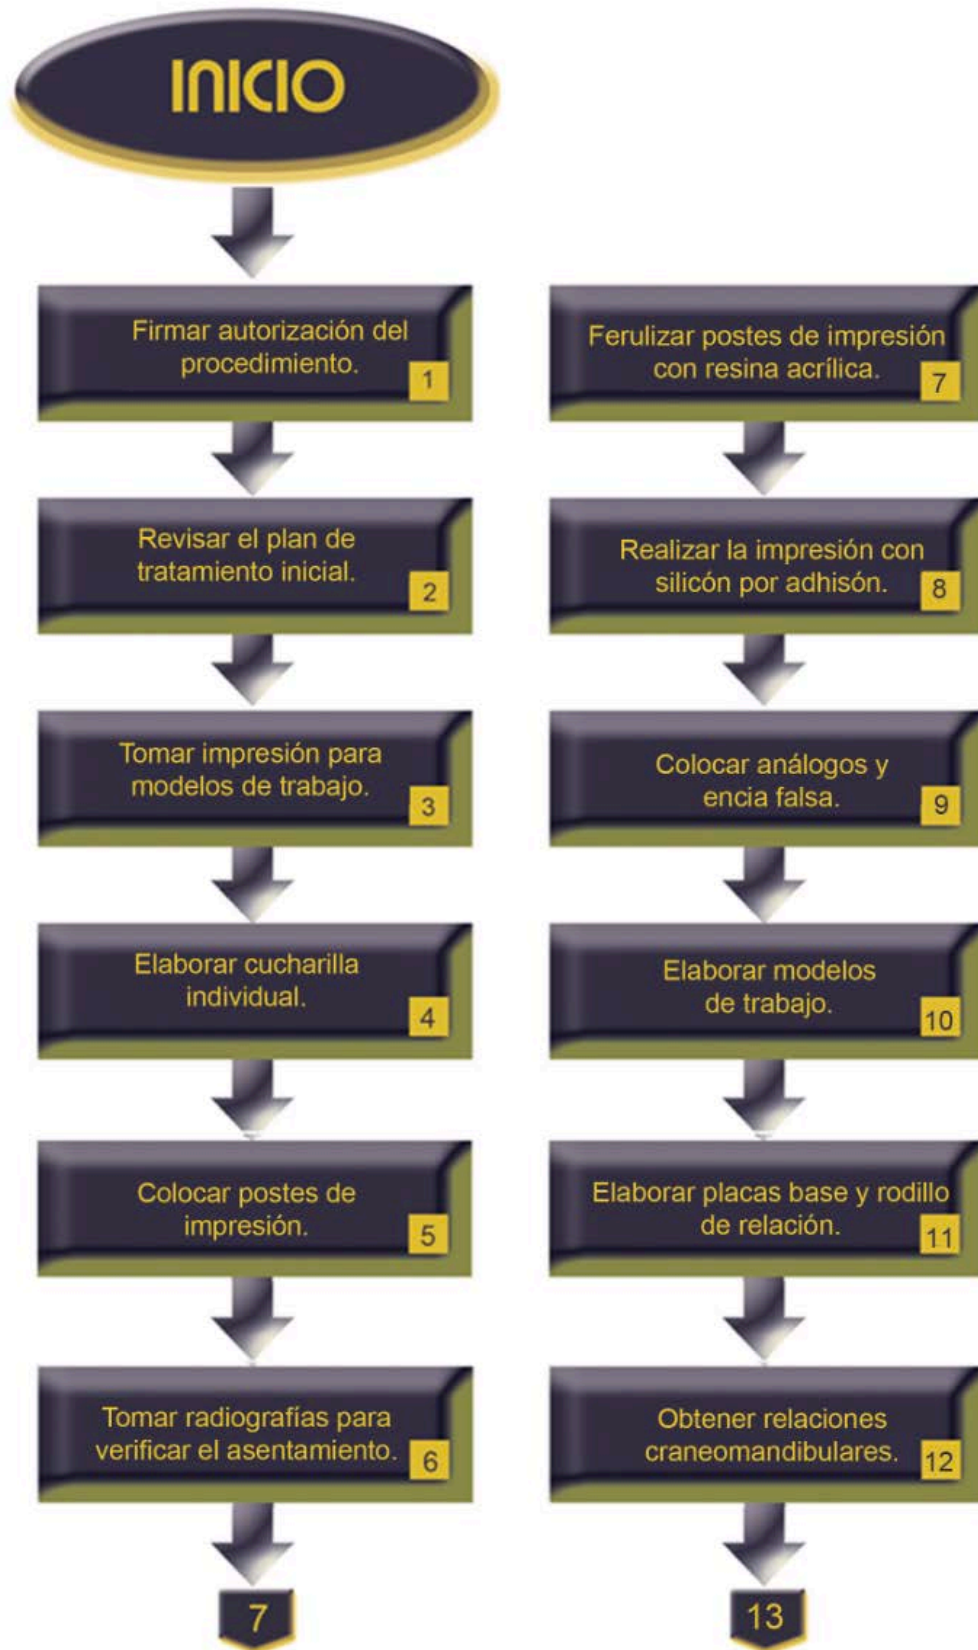 INICIO
Firmar autorización del
procedimiento.
1
Revisar el plan de
tratamiento inicial.
2
Tomar impresión para
modelos de trabajo.
3
Elaborar cucharilla
individual.
4
Colocar postes de
impresión.
5
Tomar radiografías para
verificar el asentamiento.
6
7
Ferulizar postes de impresión
con resina acrílica.
7
Realizar la impresión con
silicón por adhisón.
8
Colocar análogos y
encia falsa.
9
Elaborar modelos
de trabajo.
10
Elaborar placas base y rodillo
de relación.
11
Obtener relaciones
craneomandibulares.
12
13